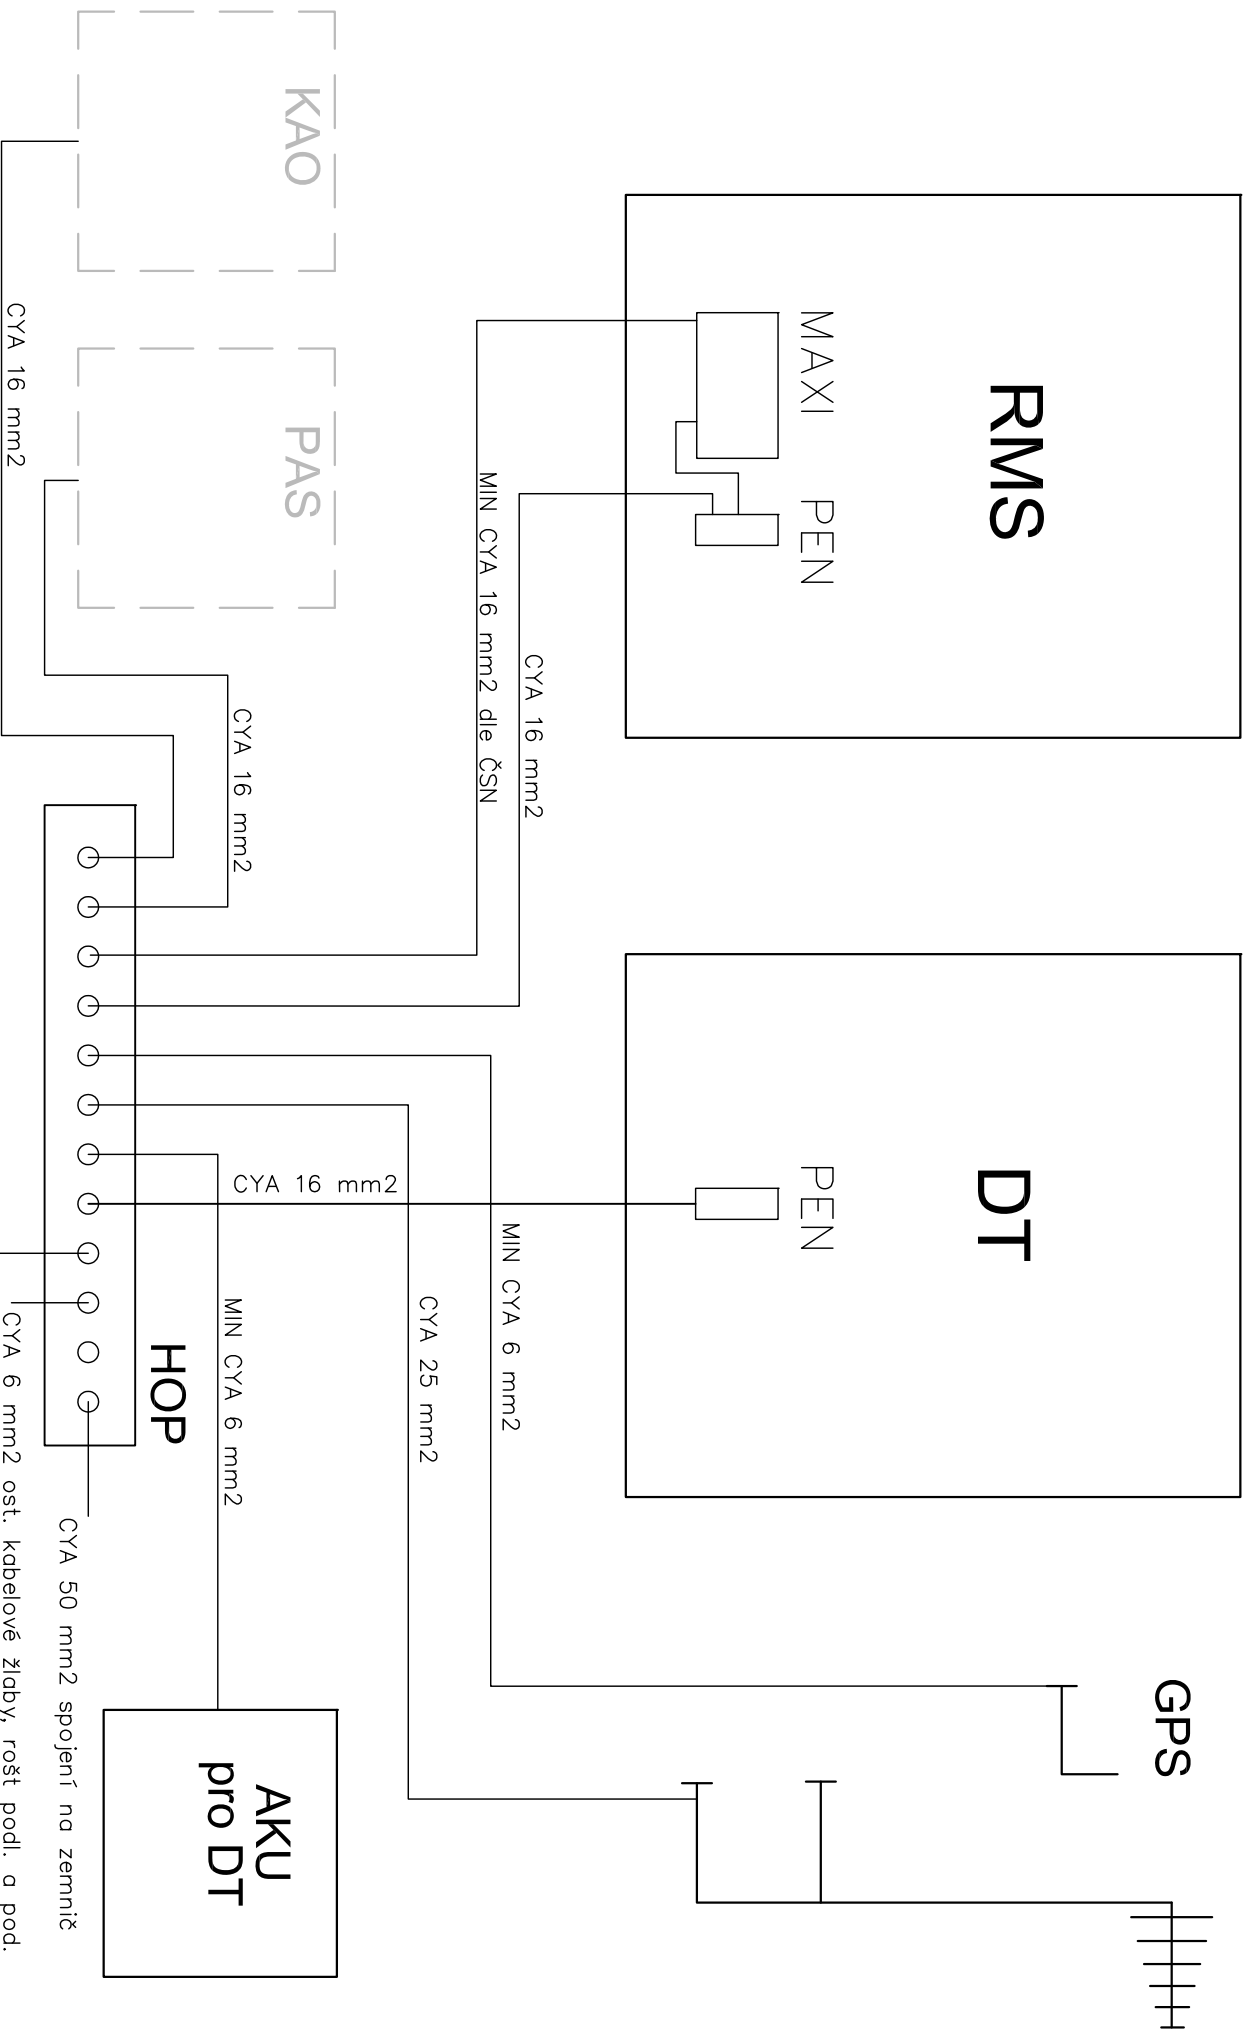 GPS
RMS
DT
MAXI
PEN
PEN
CYA 16 mm2
MIN CYA 6 mm2
MIN CYA 16 mm2 dle ČSN
CYA 25 mm2
CYA 16 mm2
KAO
PAS
AKU
pro DT
CYA 16 mm2
MIN CYA 6 mm2
HOP
CYA 50 mm2 spojení na zemnič
CYA 16 mm2
CYA 6 mm2 ost. kabelové žlaby, rošt podl. a pod.